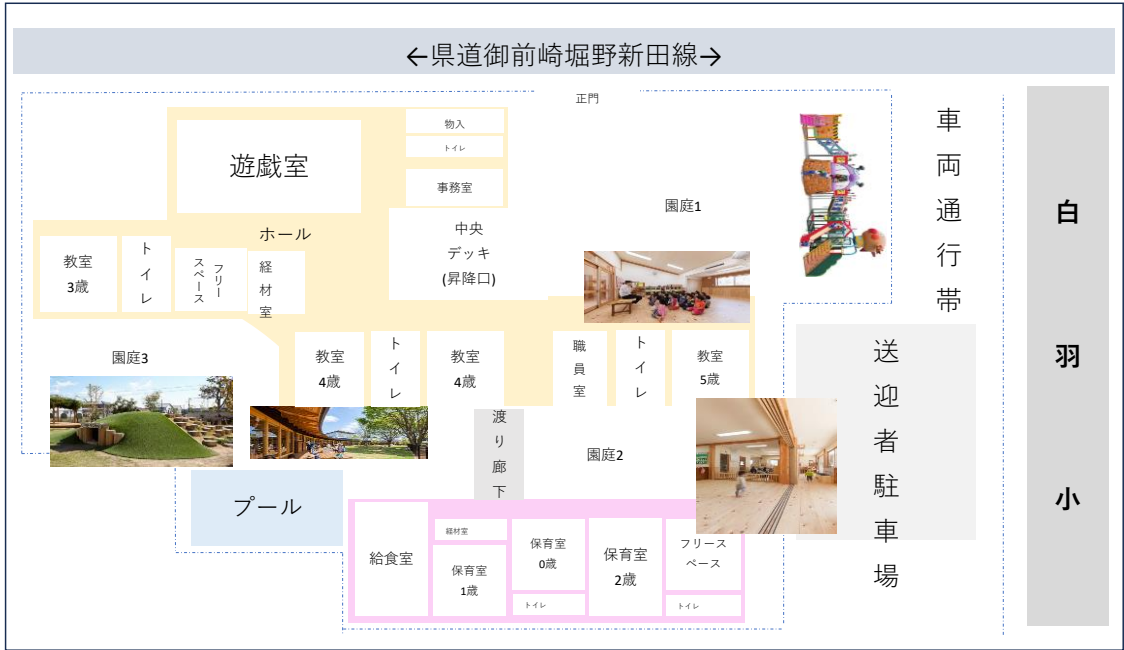 ←県道御前崎堀野新田線→
正門
物入
トイレ
遊戯室
事務室
園庭1
車両通行帯
白羽小
中央
デッキ
(昇降口)
ホール
教室
3歳
トイレ
フリー
スペース
経材室
園庭3
教室
4歳
トイレ
教室
4歳
職員室
トイレ
教室
5歳
送迎者駐車場
渡り廊下
園庭2
プール
給食室
経材室
保育室
1歳
保育室
0歳
トイレ
保育室
2歳
フリース
ペース
トイレ